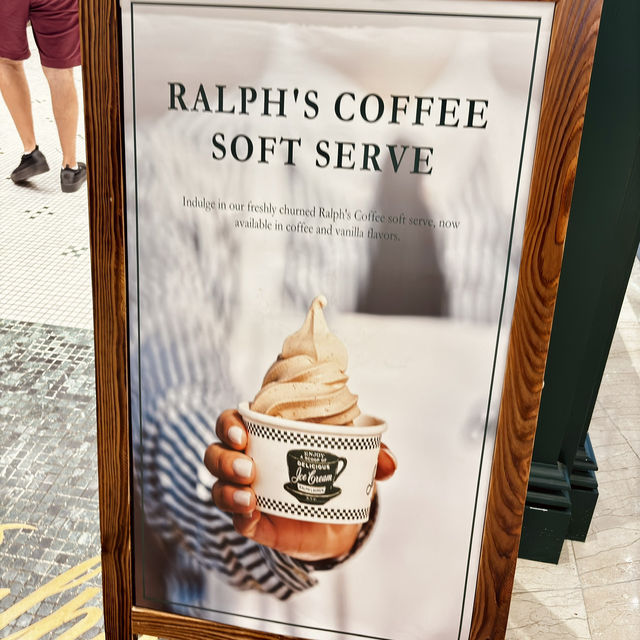 RALPH'S COFFEE
SOFT SERVE
Indulge in our freshly churned Ralph's Coffee soft serve, now
available in coffee and vanilla flavors.
ENJOY
DELICIOUS
Ice Cream